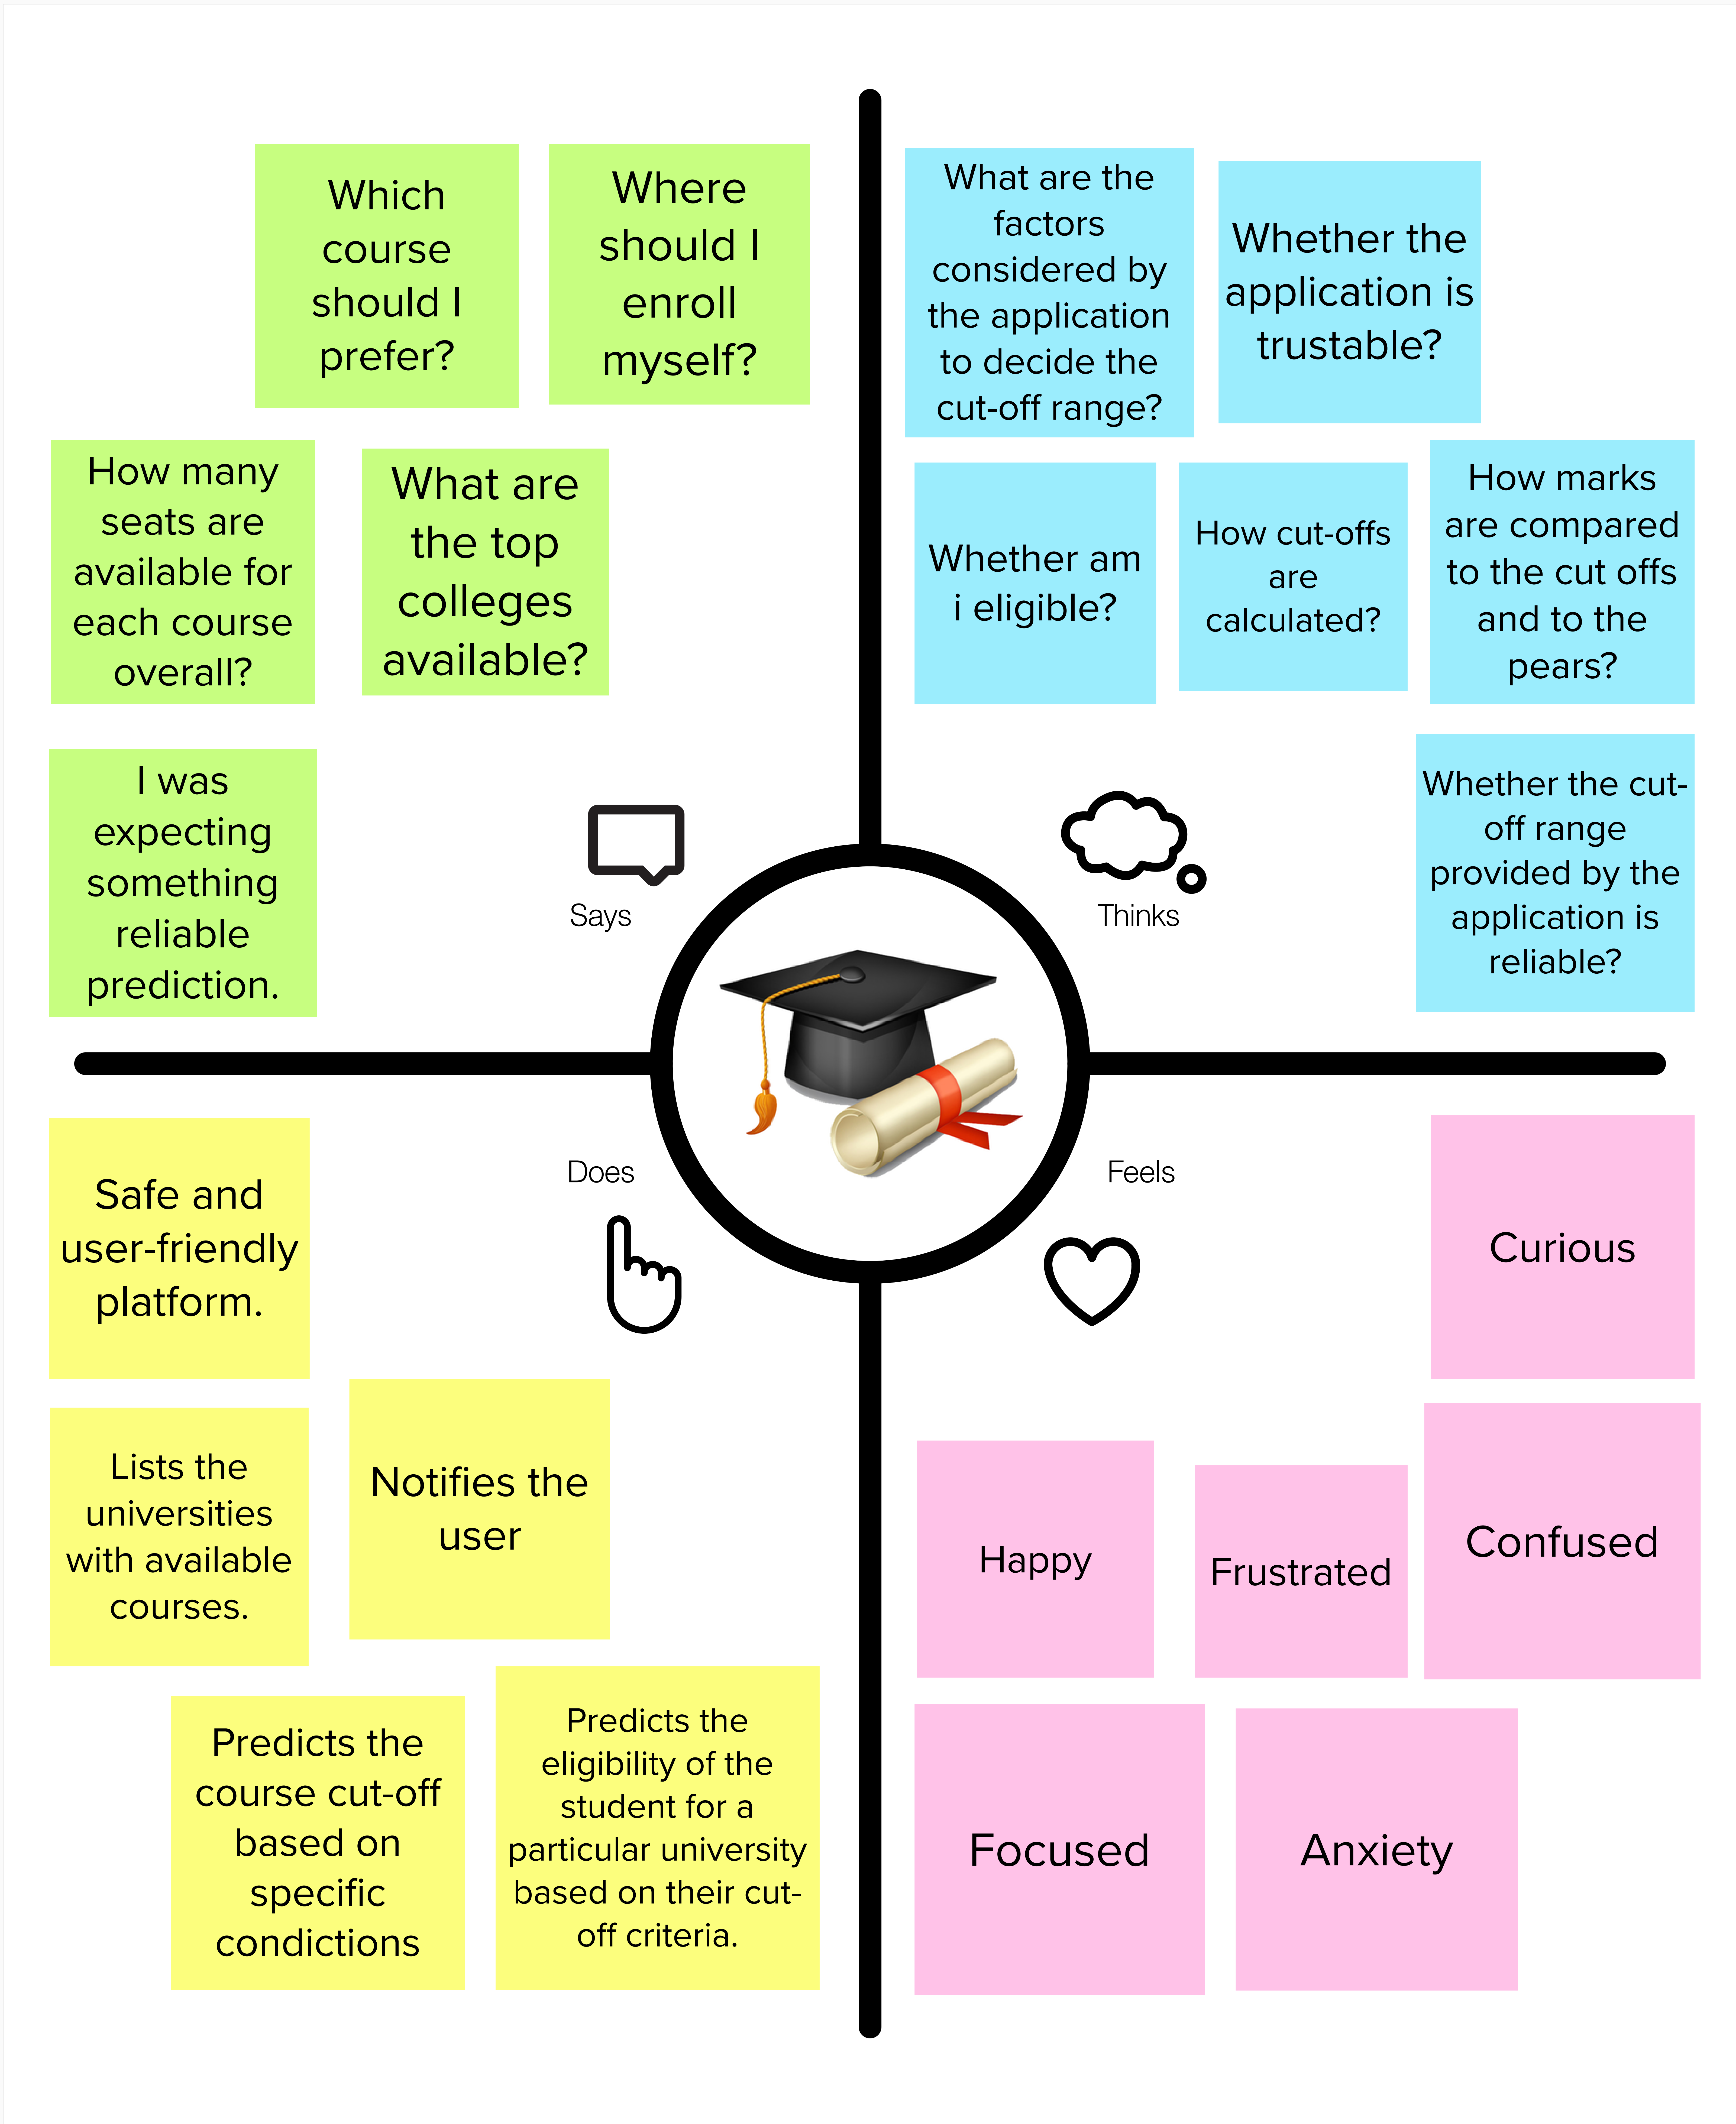 Which
course
should I
prefer?
Where
should I
enroll
myself?
How many
seats are
available for
each course
overall?
What are
the top
colleges
available?
I was
expecting
something
reliable
prediction.
Says
What are the
factors
considered by
the application
to decide the
cut-off range?
Whether the
application is
trustable?
Whether am
i eligible?
How cut-offs
are
calculated?
How marks
are compared
to the cut offs
and to the
pears?
Whether the cut-
off range
provided by the
application is
reliable?
Thinks
Does
Safe and
user-friendly
platform.
Lists the
universities
with available
courses.
Notifies the
user
Predicts the
course cut-off
based on
specific
condictions
Predicts the
eligibility of the
student for a
particular university
based on their cut-
off criteria.
Feels
Curious
Happy
Frustrated
Confused
Focused
Anxiety